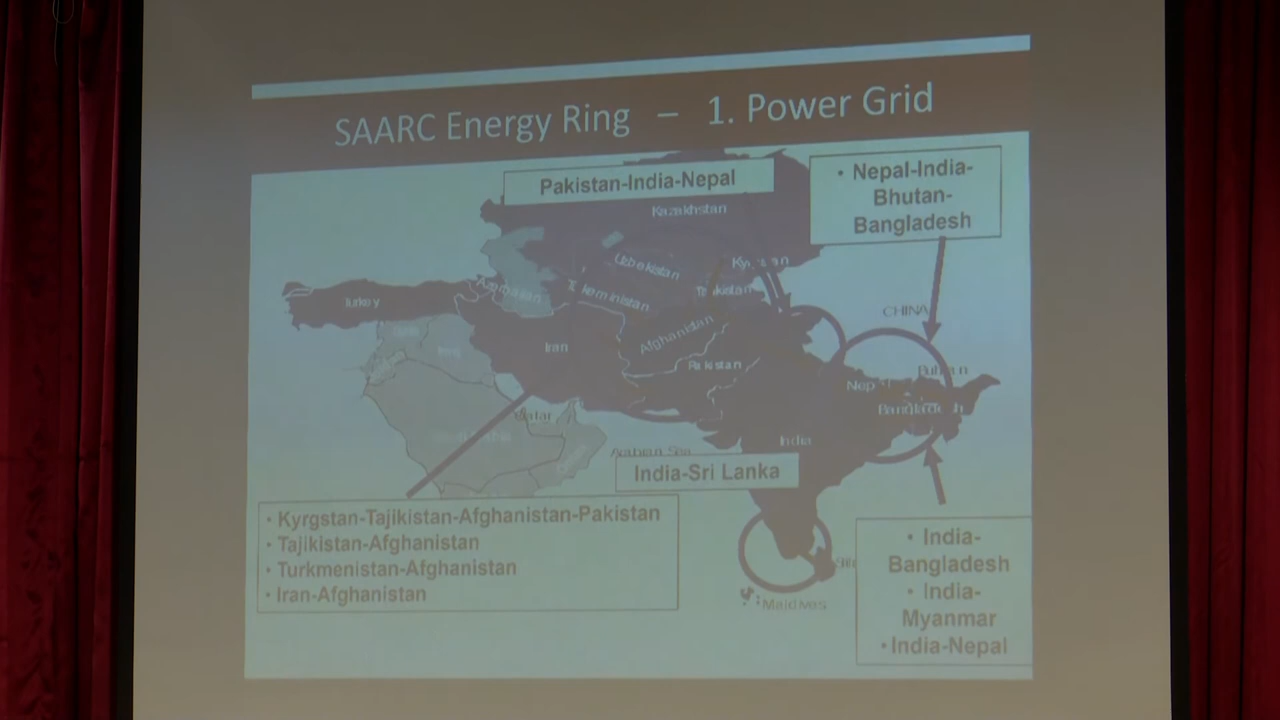 SAARC Energy Ring – 1. Power Grid
Pakistan-India-Nepal
• Nepal-India-
Bhutan-
Bangladesh
Kazakhstan
Uzbekistan
Turkey
Iran
Afghanistan
Pakistan
CHINA
India
Arabian Sea
India-Sri Lanka
• Kyrgstan-Tajikistan-Afghanistan-Pakistan
• Tajikistan-Afghanistan
• Turkmenistan-Afghanistan
• Iran-Afghanistan
Maldives
• India-
Bangladesh
• India-
Myanmar
• India-Nepal